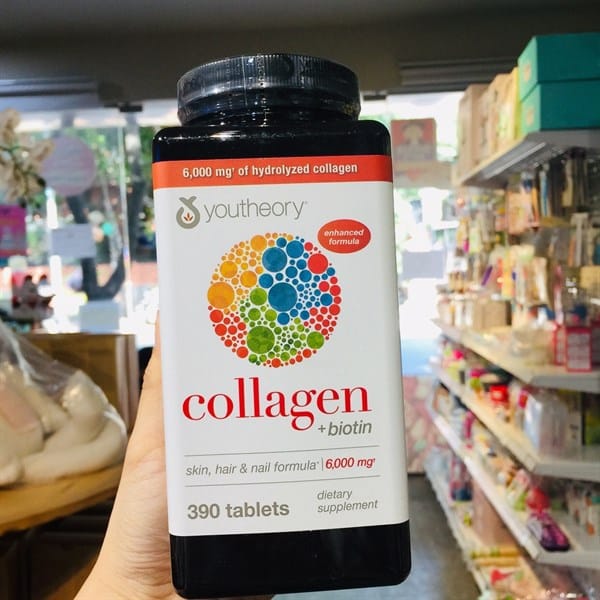 6,000 mg† of hydrolyzed collagen
youtheory®
enhanced
formula
collagen
+biotin
skin, hair & nail formula* | 6,000 mg†
390 tablets
dietary
supplement